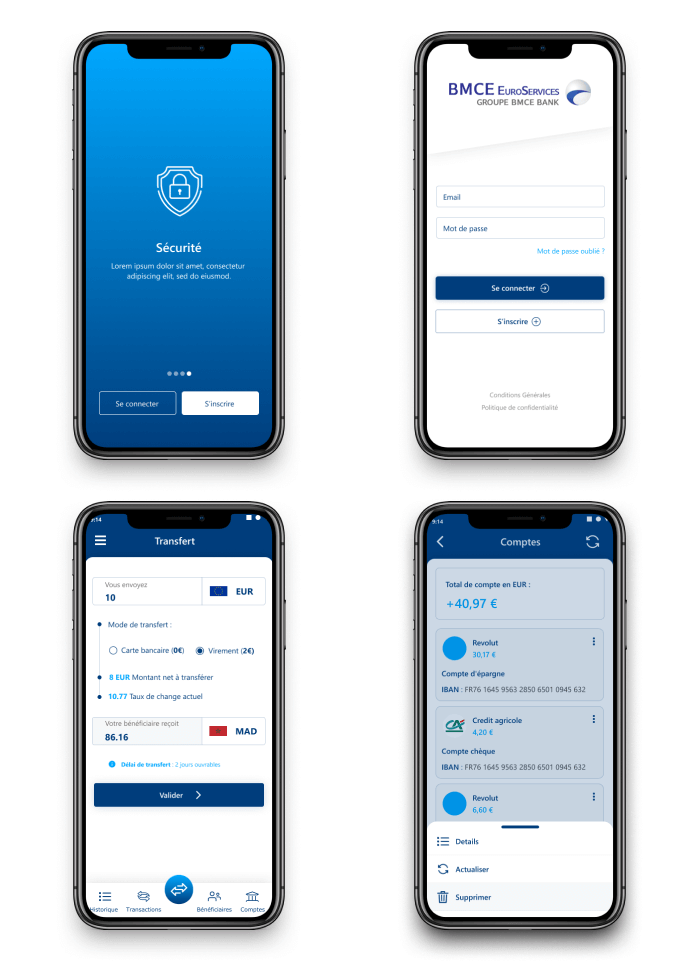 Sécurité
Lorem ipsum dolor sit amet, consectetur
adipiscing elit, sed do eiusmod.
Se connecter
S'inscrire
BMCE EUROSERVICES
GROUPE BMCE BANK
Email
Mot de passe
Mot de passe oublié ?
Se connecter
S'inscrire
Conditions Générales
Politique de confidentialité
9:14
Transfert
Vous envoyez
10
EUR
Mode de transfert :
Carte bancaire (0€)
Virement (2€)
8 EUR Montant net à transférer
10.77 Taux de change actuel
Votre bénéficiaire reçoit
86.16
MAD
Déloi de transfert : 2 jours ouvrables
Valider
Historique
Transactions
Bénéficiaires
Comptes
9:14
Comptes
Total de compte en EUR :
+40,97 €
Revolut
30,17 €
Compte d'épargne
IBAN : FR76 1645 9563 2850 6501 0945 632
Credit agricole
4,20 €
Compte chèque
IBAN : FR76 1645 9563 2850 6501 0945 632
Revolut
6,60 €
Details
Actualiser
Supprimer